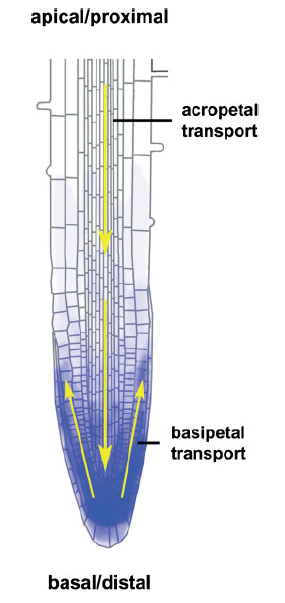 apical/proximal
acropetal
transport
basipetal
transport
basal/distal